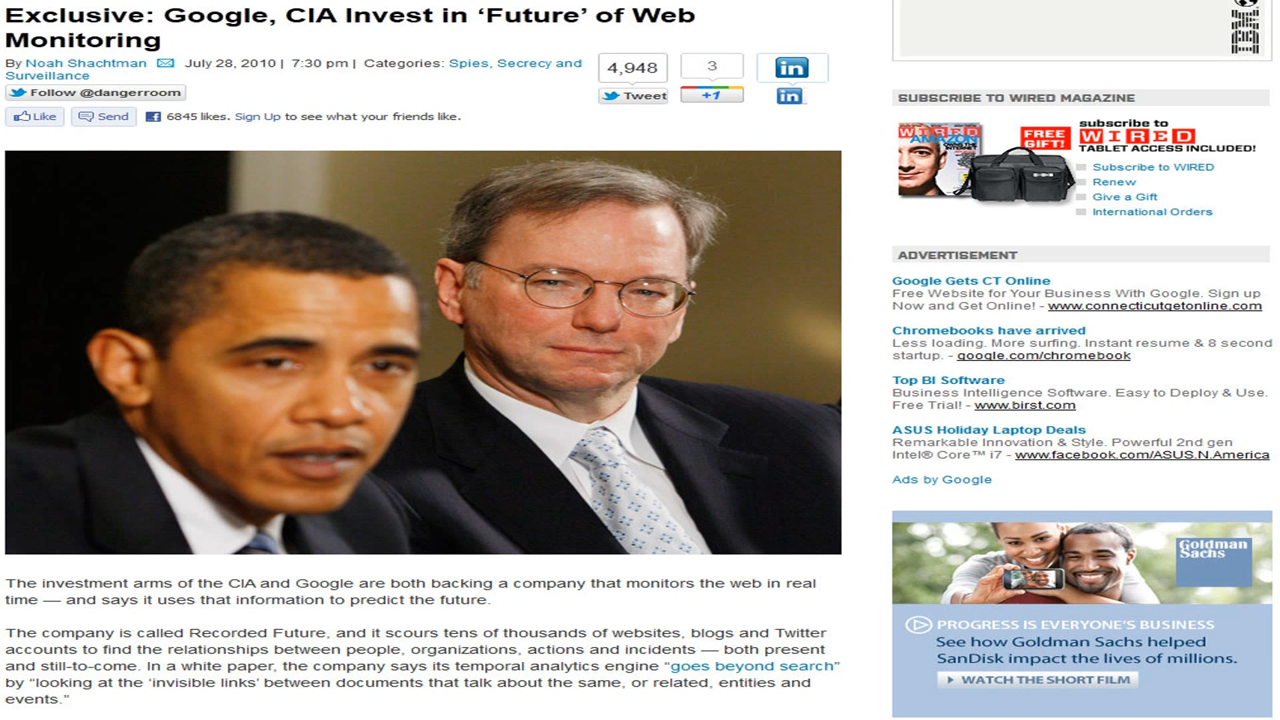 Exclusive: Google, CIA Invest in ‘Future’ of Web
Monitoring
By Noah Shachtman July 28, 2010 | 7:30 pm | Categories: Spies, Secrecy and
Surveillance
Follow @dangerroom
Like Send 6845 likes. Sign Up to see what your friends like.
4,948
Tweet
3
+1
in
in
The investment arms of the CIA and Google are both backing a company that monitors the web in real
time — and says it uses that information to predict the future.
The company is called Recorded Future, and it scours tens of thousands of websites, blogs and Twitter
accounts to find the relationships between people, organizations, actions and incidents — both present
and still-to-come. In a white paper, the company says its temporal analytics engine “goes beyond search”
by “looking at the ‘invisible links’ between documents that talk about the same, or related, entities and
events.”
IBM
SUBSCRIBE TO WIRED MAGAZINE
WIRED
AMAZON
FREE
GIFT!
subscribe to
WIRED
TABLET ACCESS INCLUDED!
Subscribe to WIRED
Renew
Give a Gift
International Orders
ADVERTISEMENT
Google Gets CT Online
Free Website for Your Business With Google. Sign up
Now and Get Online! - www.connecticutgetonline.com
Chromebooks have arrived
Less loading. More surfing. Instant resume & 8 second
startup. - google.com/chromebook
Top BI Software
Business Intelligence Software. Easy to Deploy & Use.
Free Trial! - www.birst.com
ASUS Holiday Laptop Deals
Remarkable Innovation & Style. Powerful 2nd gen
Intel® Core™ i7 - www.facebook.com/ASUS.N.America
Ads by Google
Goldman
Sachs
PROGRESS IS EVERYONE'S BUSINESS
See how Goldman Sachs helped
SanDisk impact the lives of millions.
WATCH THE SHORT FILM